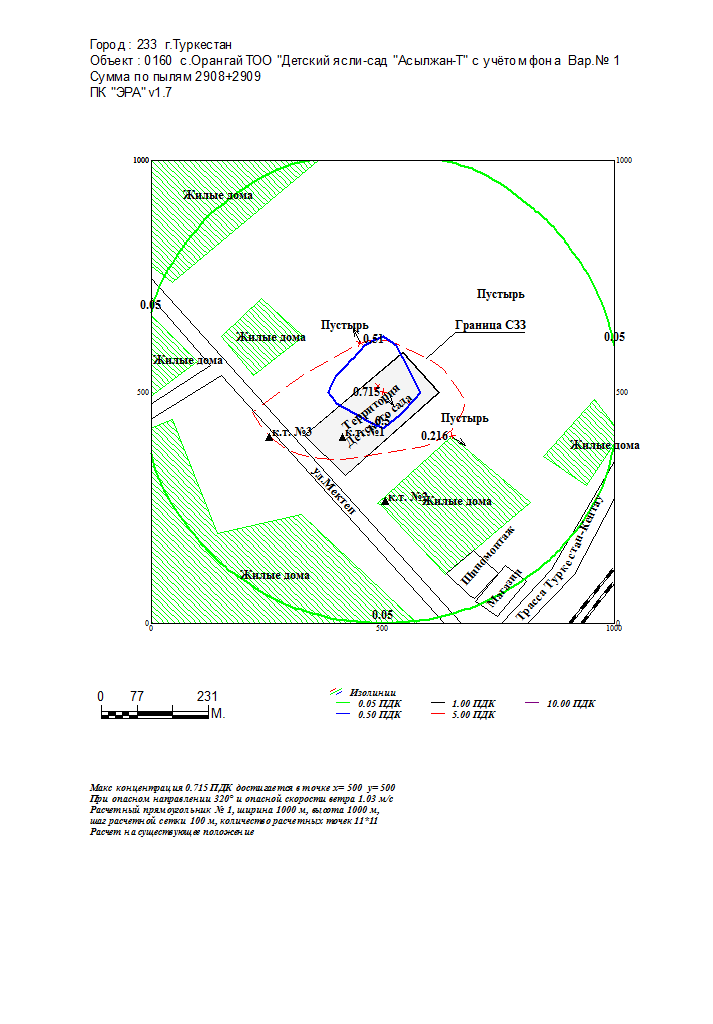 Город : 233 г.Туркестан
Объект : 0160 с.Орангай ТОО "Детский ясли-сад "Асылжан-Т" с учётом фона Вар.№ 1
Сумма по пылям 2908+2909
ПК "ЭРА" v1.7
1000
1000
Жилые дома
Пустырь
0.05
Пустырь
Граница СЗЗ
Жилые дома
0.51
0.05
Жилые дома
500
0.715
500
Территория
Детского сада
0.5
Пустырь
к.т. №3
к.т. №1
0.216
Жилые дома
ул.Мектеп
к.т. №2
Жилые дома
Шиномонтаж
Трасса Туркестан-Кентау
Жилые дома
Магазин
0.05
0
0
500
1000
0 77 231
М.
Изолинии
0.05 ПДК 1.00 ПДК 10.00 ПДК
0.50 ПДК 5.00 ПДК
Макс концентрация 0.715 ПДК достигается в точке x= 500 y= 500
При опасном направлении 320° и опасной скорости ветра 1.03 м/с
Расчетный прямоугольник № 1, ширина 1000 м, высота 1000 м,
шаг расчетной сетки 100 м, количество расчетных точек 11*11
Расчет на существующее положение